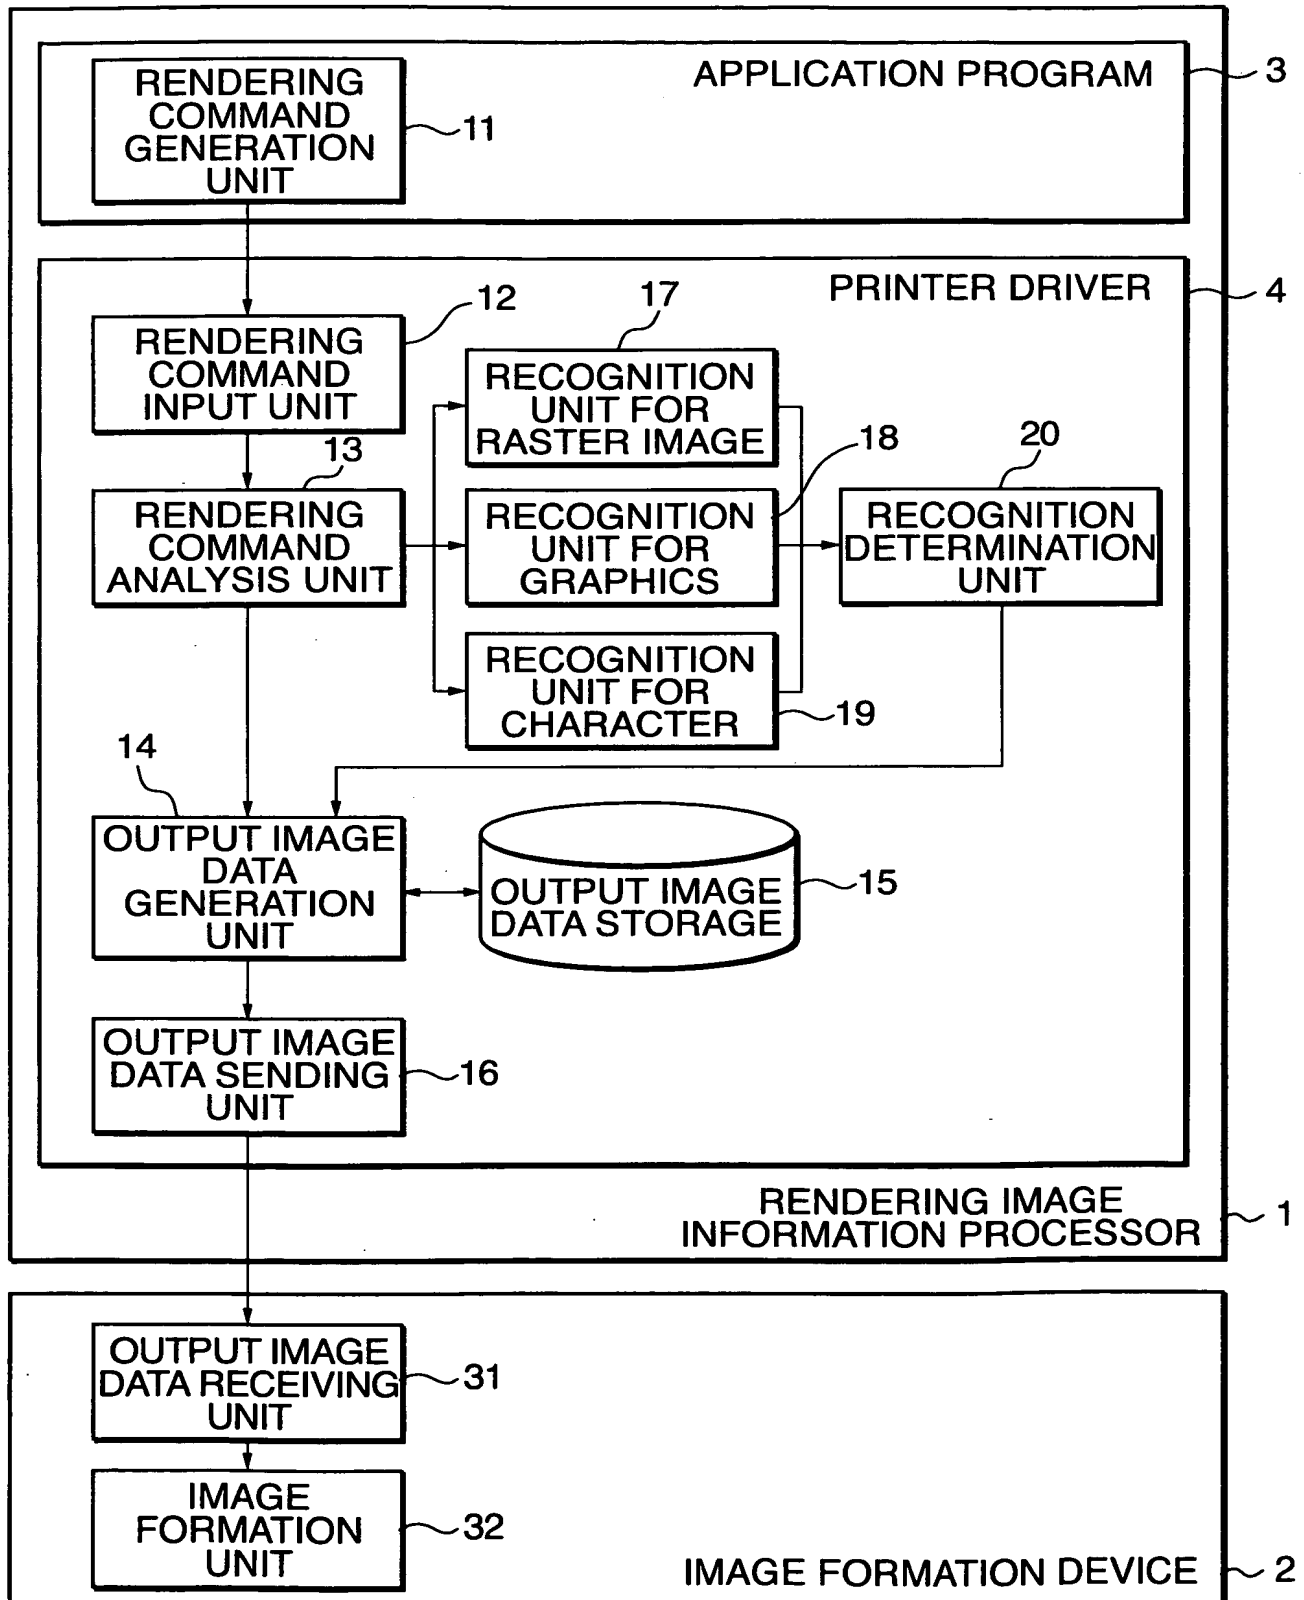 APPLICATION PROGRAM
3
RENDERING
COMMAND
GENERATION
UNIT
11
PRINTER DRIVER
4
12
RENDERING
COMMAND
INPUT UNIT
17
RECOGNITION
UNIT FOR
RASTER IMAGE
13
RENDERING
COMMAND
ANALYSIS UNIT
18
RECOGNITION
UNIT FOR
GRAPHICS
20
RECOGNITION
DETERMINATION
UNIT
RECOGNITION
UNIT FOR
CHARACTER
19
14
OUTPUT IMAGE
DATA
GENERATION
UNIT
OUTPUT IMAGE
DATA STORAGE
15
OUTPUT IMAGE
DATA SENDING
UNIT
16
RENDERING IMAGE
INFORMATION PROCESSOR
1
OUTPUT IMAGE
DATA RECEIVING
UNIT
31
IMAGE
FORMATION
UNIT
32
IMAGE FORMATION DEVICE
2